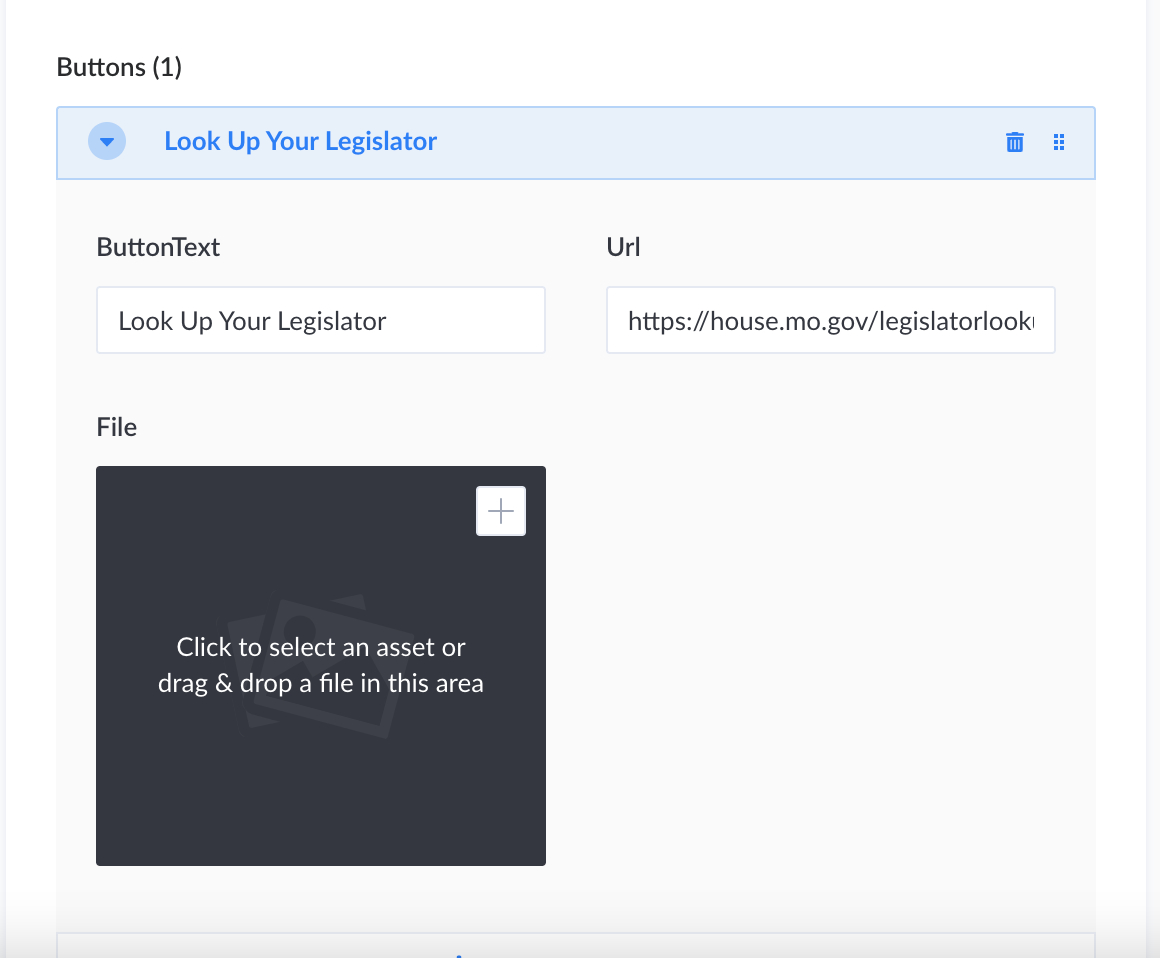 Buttons (1)
Look Up Your Legislator
ButtonText
Url
Look Up Your Legislator
https://house.mo.gov/legislatorlook
File
Click to select an asset or
drag & drop a file in this area